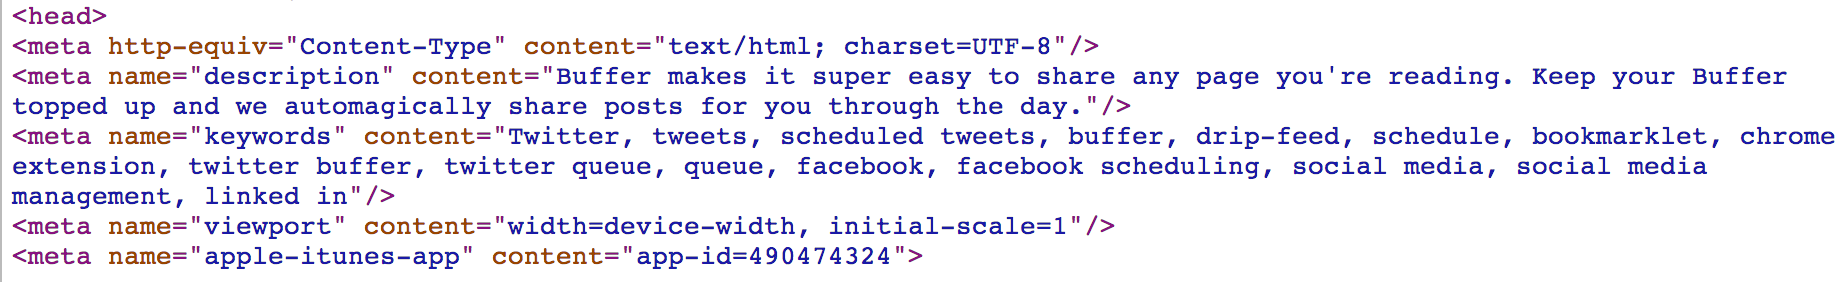 <head>
<meta http-equiv="Content-Type" content="text/html; charset=UTF-8"/>
<meta name="description" content="Buffer makes it super easy to share any page you're reading. Keep your Buffer
topped up and we automagically share posts for you through the day."/>
<meta name="keywords" content="Twitter, tweets, scheduled tweets, buffer, drip-feed, schedule, bookmarklet, chrome
extension, twitter buffer, twitter queue, queue, facebook, facebook scheduling, social media, social media
management, linked in"/>
<meta name="viewport" content="width=device-width, initial-scale=1"/>
<meta name="apple-itunes-app" content="app-id=490474324">